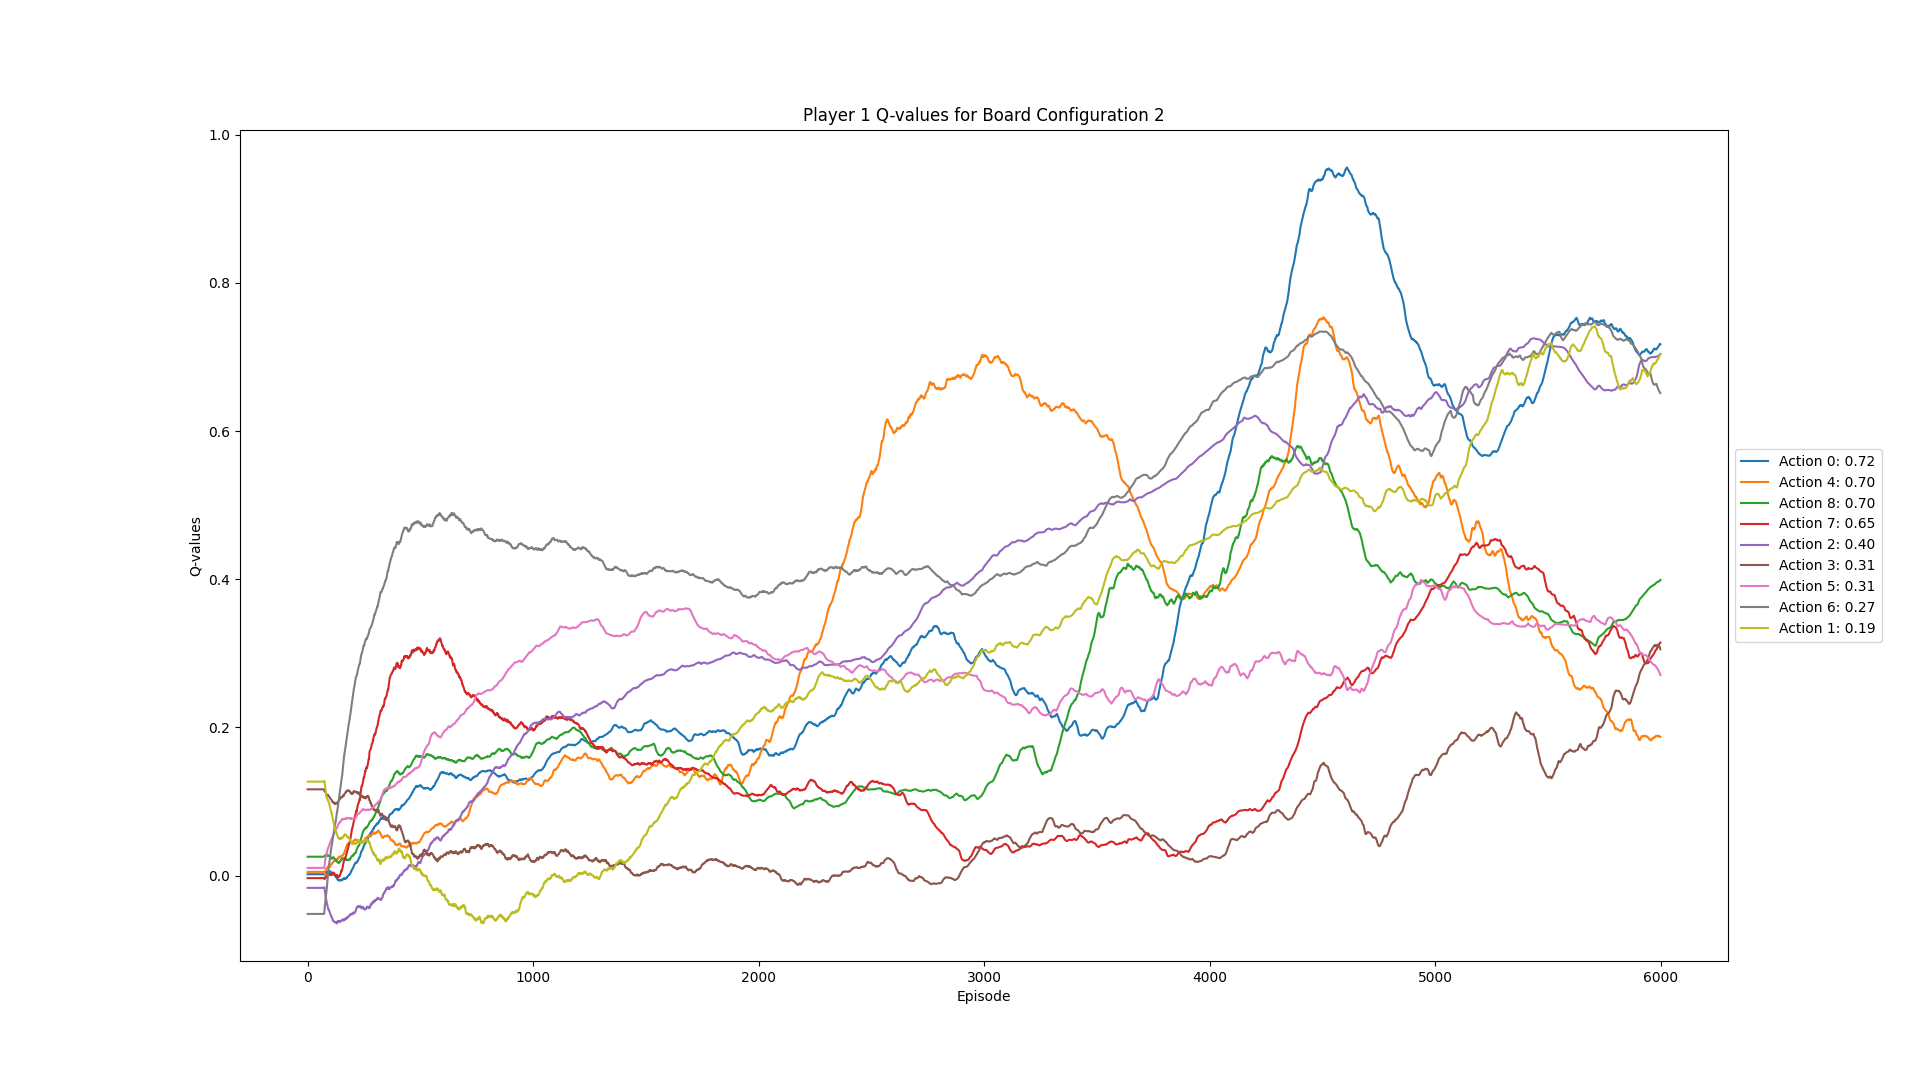 Player 1 Q-values for Board Configuration 2
1.0
0.8
0.6
0.4
0.2
0.0
Q-values
0 1000 2000 3000 4000 5000 6000
Episode
Action 0: 0.72
Action 4: 0.70
Action 8: 0.70
Action 7: 0.65
Action 2: 0.40
Action 3: 0.31
Action 5: 0.31
Action 6: 0.27
Action 1: 0.19